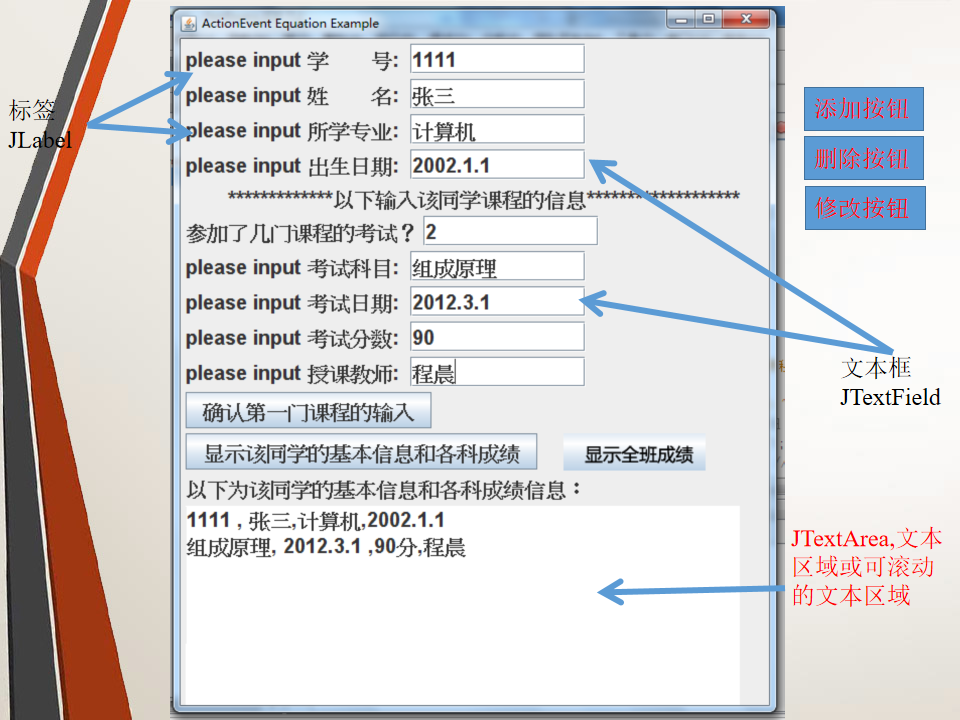 ActionEvent Equation Example
please input 学 号: 1111
please input 姓 名: 张三
please input 所学专业: 计算机
please input 出生日期: 2002.1.1
*************以下输入该同学课程的信息*******************
参加了几门课程的考试? 2
please input 考试科目: 组成原理
please input 考试日期: 2012.3.1
please input 考试分数: 90
please input 授课教师: 程晨
确认第一门课程的输入
显示该同学的基本信息和各科成绩 显示全班成绩
以下为该同学的基本信息和各科成绩信息：
1111 , 张三,计算机,2002.1.1
组成原理, 2012.3.1 ,90分,程晨
标签
JLabel
添加按钮
删除按钮
修改按钮
文本框
JTextField
JTextArea,文本
区域或可滚动
的文本区域